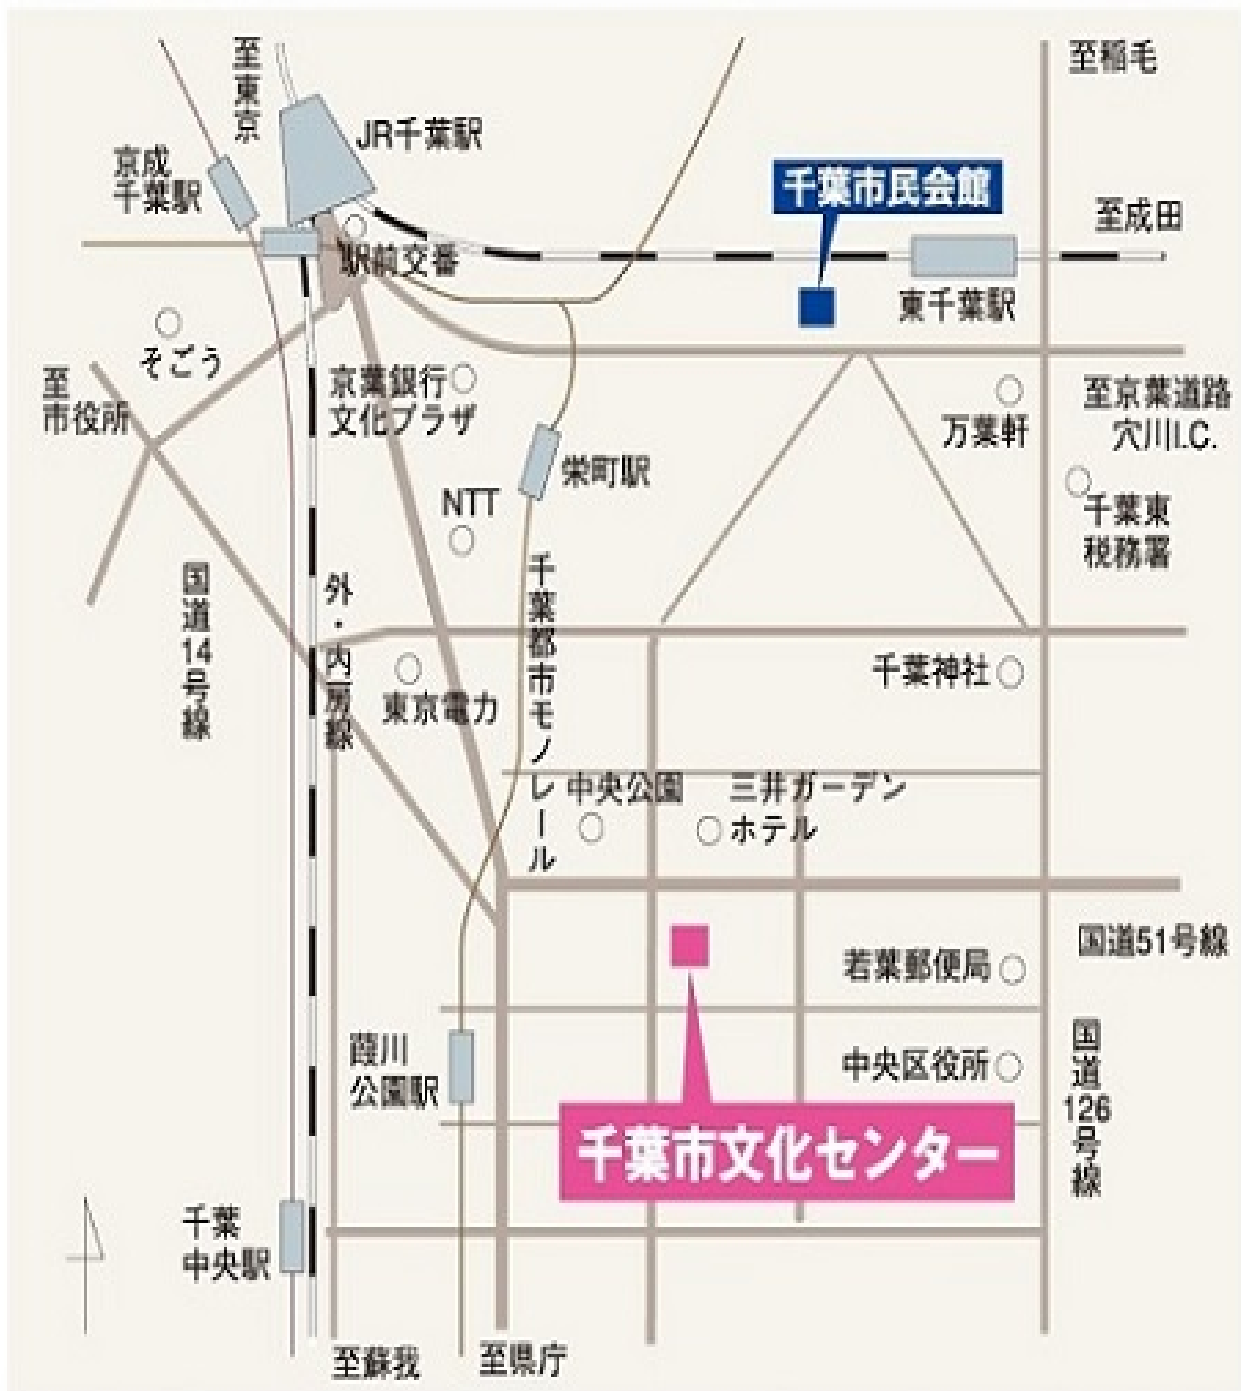 至東京
至稲毛
JR千葉駅
京成
千葉駅
千葉市民会館
至成田
駅前交番
東千葉駅
そごう
至
市役所
京葉銀行
文化プラザ
至京葉道路
穴川I.C.
万葉軒
栄町駅
NTT
千葉東
税務署
国道14号線
外・内房線
千葉都市モノレール
千葉神社
東京電力
中央公園
三井ガーデン
ホテル
国道51号線
若葉郵便局
葭川
公園駅
中央区役所
国道126号線
千葉市文化センター
千葉
中央駅
至蘇我
至県庁